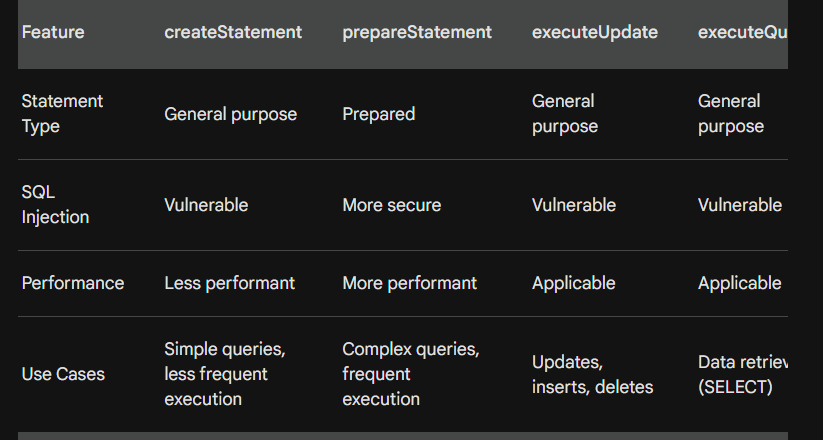 Feature createStatement prepareStatement executeUpdate executeQu
Statement
Type
General purpose
Prepared
General
purpose
General
purpose
SQL
Injection
Vulnerable
More secure
Vulnerable
Vulnerable
Performance
Less performant
More performant
Applicable
Applicable
Use Cases
Simple queries,
less frequent
execution
Complex queries,
frequent
execution
Updates,
inserts, deletes
Data retriev
(SELECT)